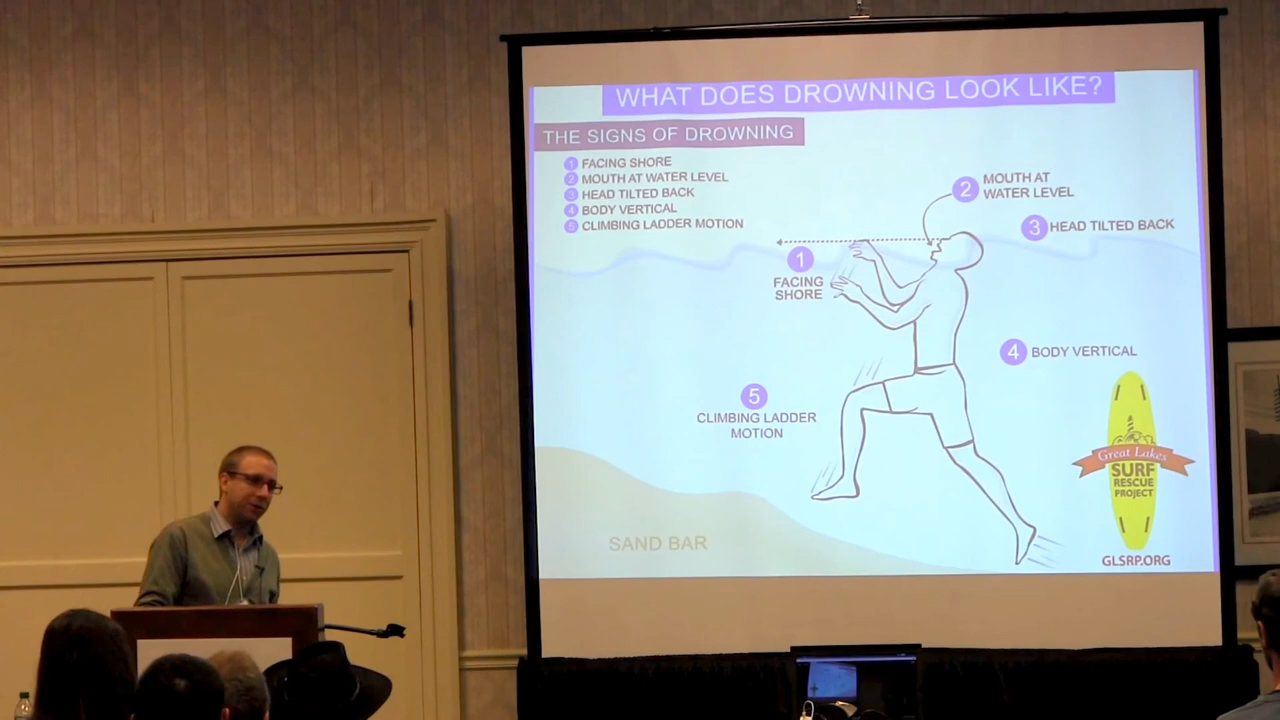 WHAT DOES DROWNING LOOK LIKE?
THE SIGNS OF DROWNING
1 FACING SHORE
2 MOUTH AT WATER LEVEL
3 HEAD TILTED BACK
4 BODY VERTICAL
5 CLIMBING LADDER MOTION
2 MOUTH AT
WATER LEVEL
3 HEAD TILTED BACK
1
FACING
SHORE
4 BODY VERTICAL
5
CLIMBING LADDER
MOTION
Great Lakes
SURF
RESCUE
PROJECT
SAND BAR
GLSRP.ORG